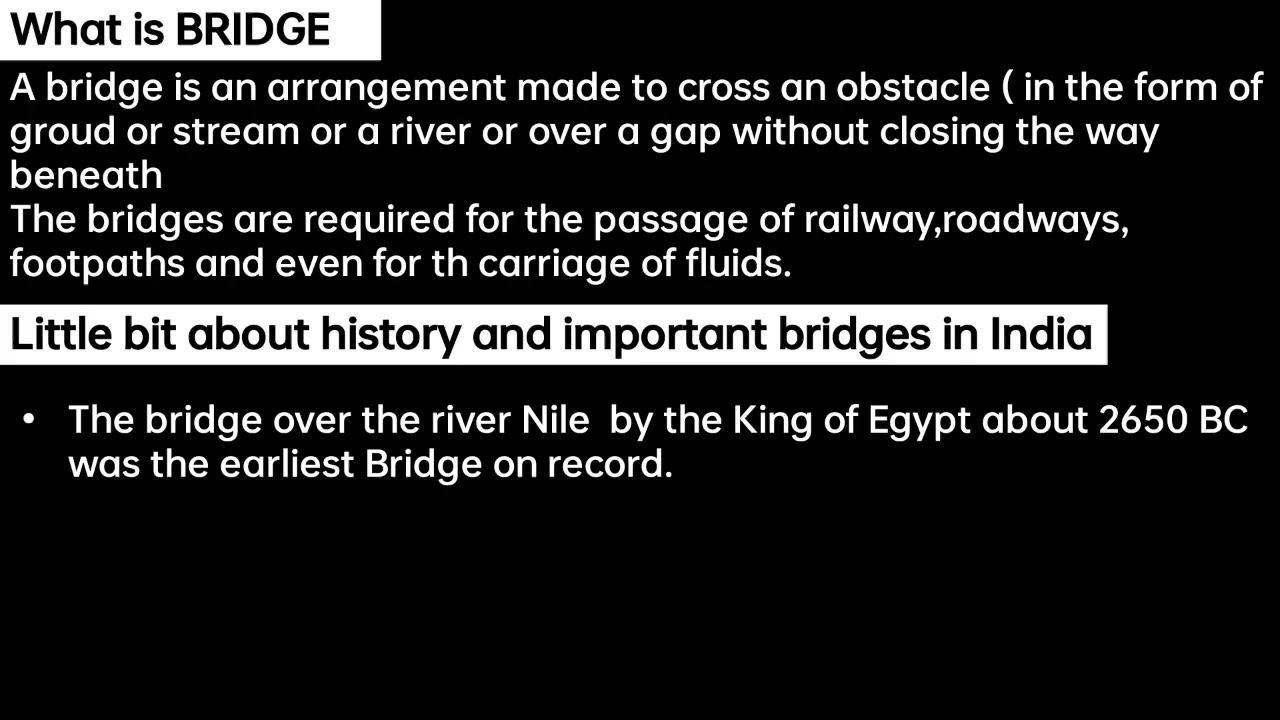 What is BRIDGE
A bridge is an arrangement made to cross an obstacle ( in the form of
groud or stream or a river or over a gap without closing the way
beneath
The bridges are required for the passage of railway,roadways,
footpaths and even for th carriage of fluids.
Little bit about history and important bridges in India
• The bridge over the river Nile  by the King of Egypt about 2650 BC
was the earliest Bridge on record.